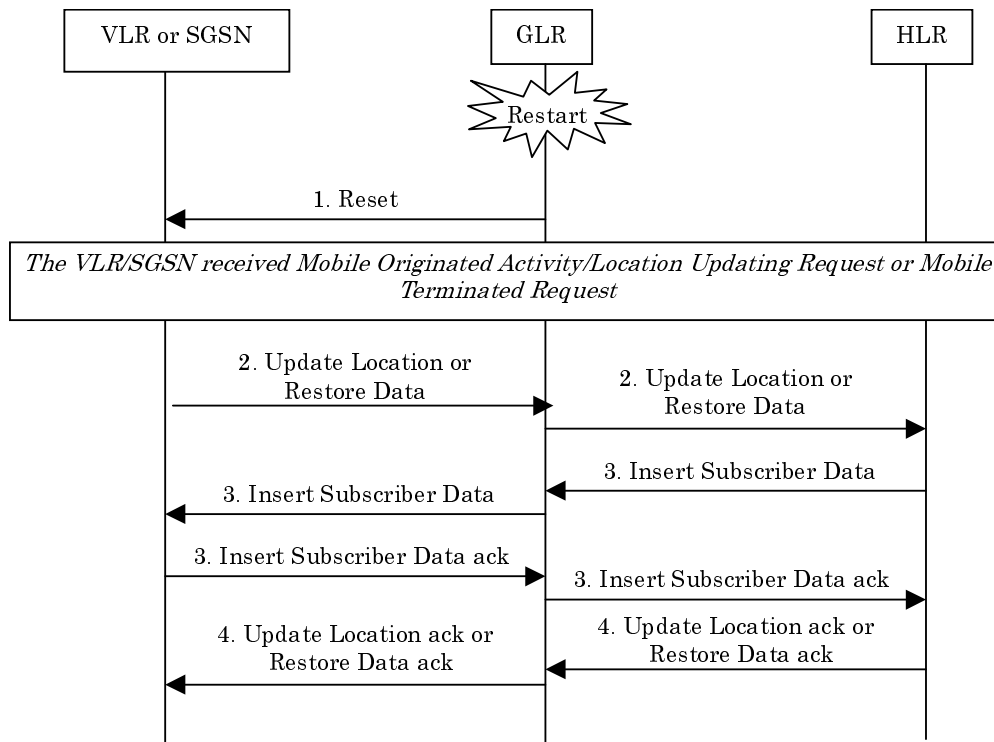 VLR or SGSN
GLR
HLR
Restart
1. Reset
The VLR/SGSN received Mobile Originated Activity/Location Updating Request or Mobile
Terminated Request
2. Update Location or
Restore Data
2. Update Location or
Restore Data
3. Insert Subscriber Data
3. Insert Subscriber Data
3. Insert Subscriber Data ack
3. Insert Subscriber Data ack
4. Update Location ack or
Restore Data ack
4. Update Location ack or
Restore Data ack